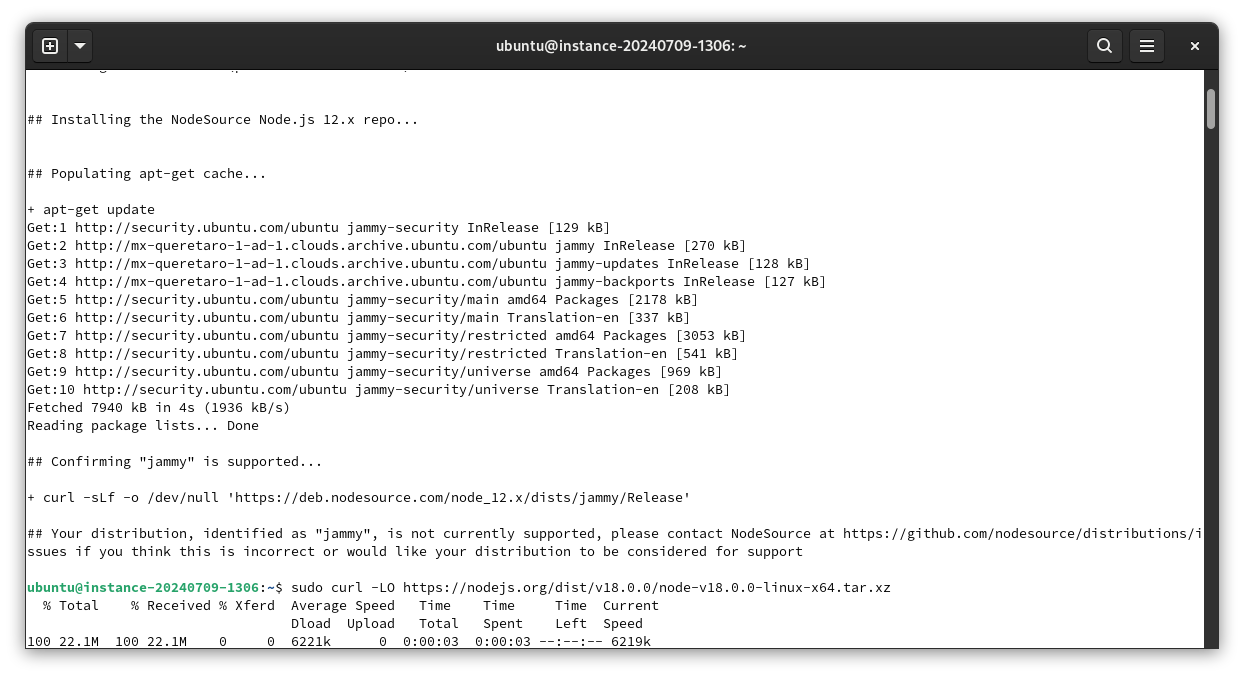 ubuntu@instance-20240709-1306: ~
## Installing the NodeSource Node.js 12.x repo...
## Populating apt-get cache...
+ apt-get update
Get:1 http://security.ubuntu.com/ubuntu jammy-security InRelease [129 kB]
Get:2 http://mx-queretaro-1-ad-1.clouds.archive.ubuntu.com/ubuntu jammy InRelease [270 kB]
Get:3 http://mx-queretaro-1-ad-1.clouds.archive.ubuntu.com/ubuntu jammy-updates InRelease [128 kB]
Get:4 http://mx-queretaro-1-ad-1.clouds.archive.ubuntu.com/ubuntu jammy-backports InRelease [127 kB]
Get:5 http://security.ubuntu.com/ubuntu jammy-security/main amd64 Packages [2178 kB]
Get:6 http://security.ubuntu.com/ubuntu jammy-security/main Translation-en [337 kB]
Get:7 http://security.ubuntu.com/ubuntu jammy-security/restricted amd64 Packages [3053 kB]
Get:8 http://security.ubuntu.com/ubuntu jammy-security/restricted Translation-en [541 kB]
Get:9 http://security.ubuntu.com/ubuntu jammy-security/universe amd64 Packages [969 kB]
Get:10 http://security.ubuntu.com/ubuntu jammy-security/universe Translation-en [208 kB]
Fetched 7940 kB in 4s (1936 kB/s)
Reading package lists... Done
## Confirming "jammy" is supported...
+ curl -sLf -o /dev/null 'https://deb.nodesource.com/node_12.x/dists/jammy/Release'
## Your distribution, identified as "jammy", is not currently supported, please contact NodeSource at https://github.com/nodesource/distributions/i
ssues if you think this is incorrect or would like your distribution to be considered for support
ubuntu@instance-20240709-1306:~$ sudo curl -LO https://nodejs.org/dist/v18.0.0/node-v18.0.0-linux-x64.tar.xz
% Total % Received % Xferd Average Speed Time Time Time Current
Dload Upload Total Spent Left Speed
100 22.1M 100 22.1M 0 0 6221k 0 0:00:03 0:00:03 --:--:-- 6219k